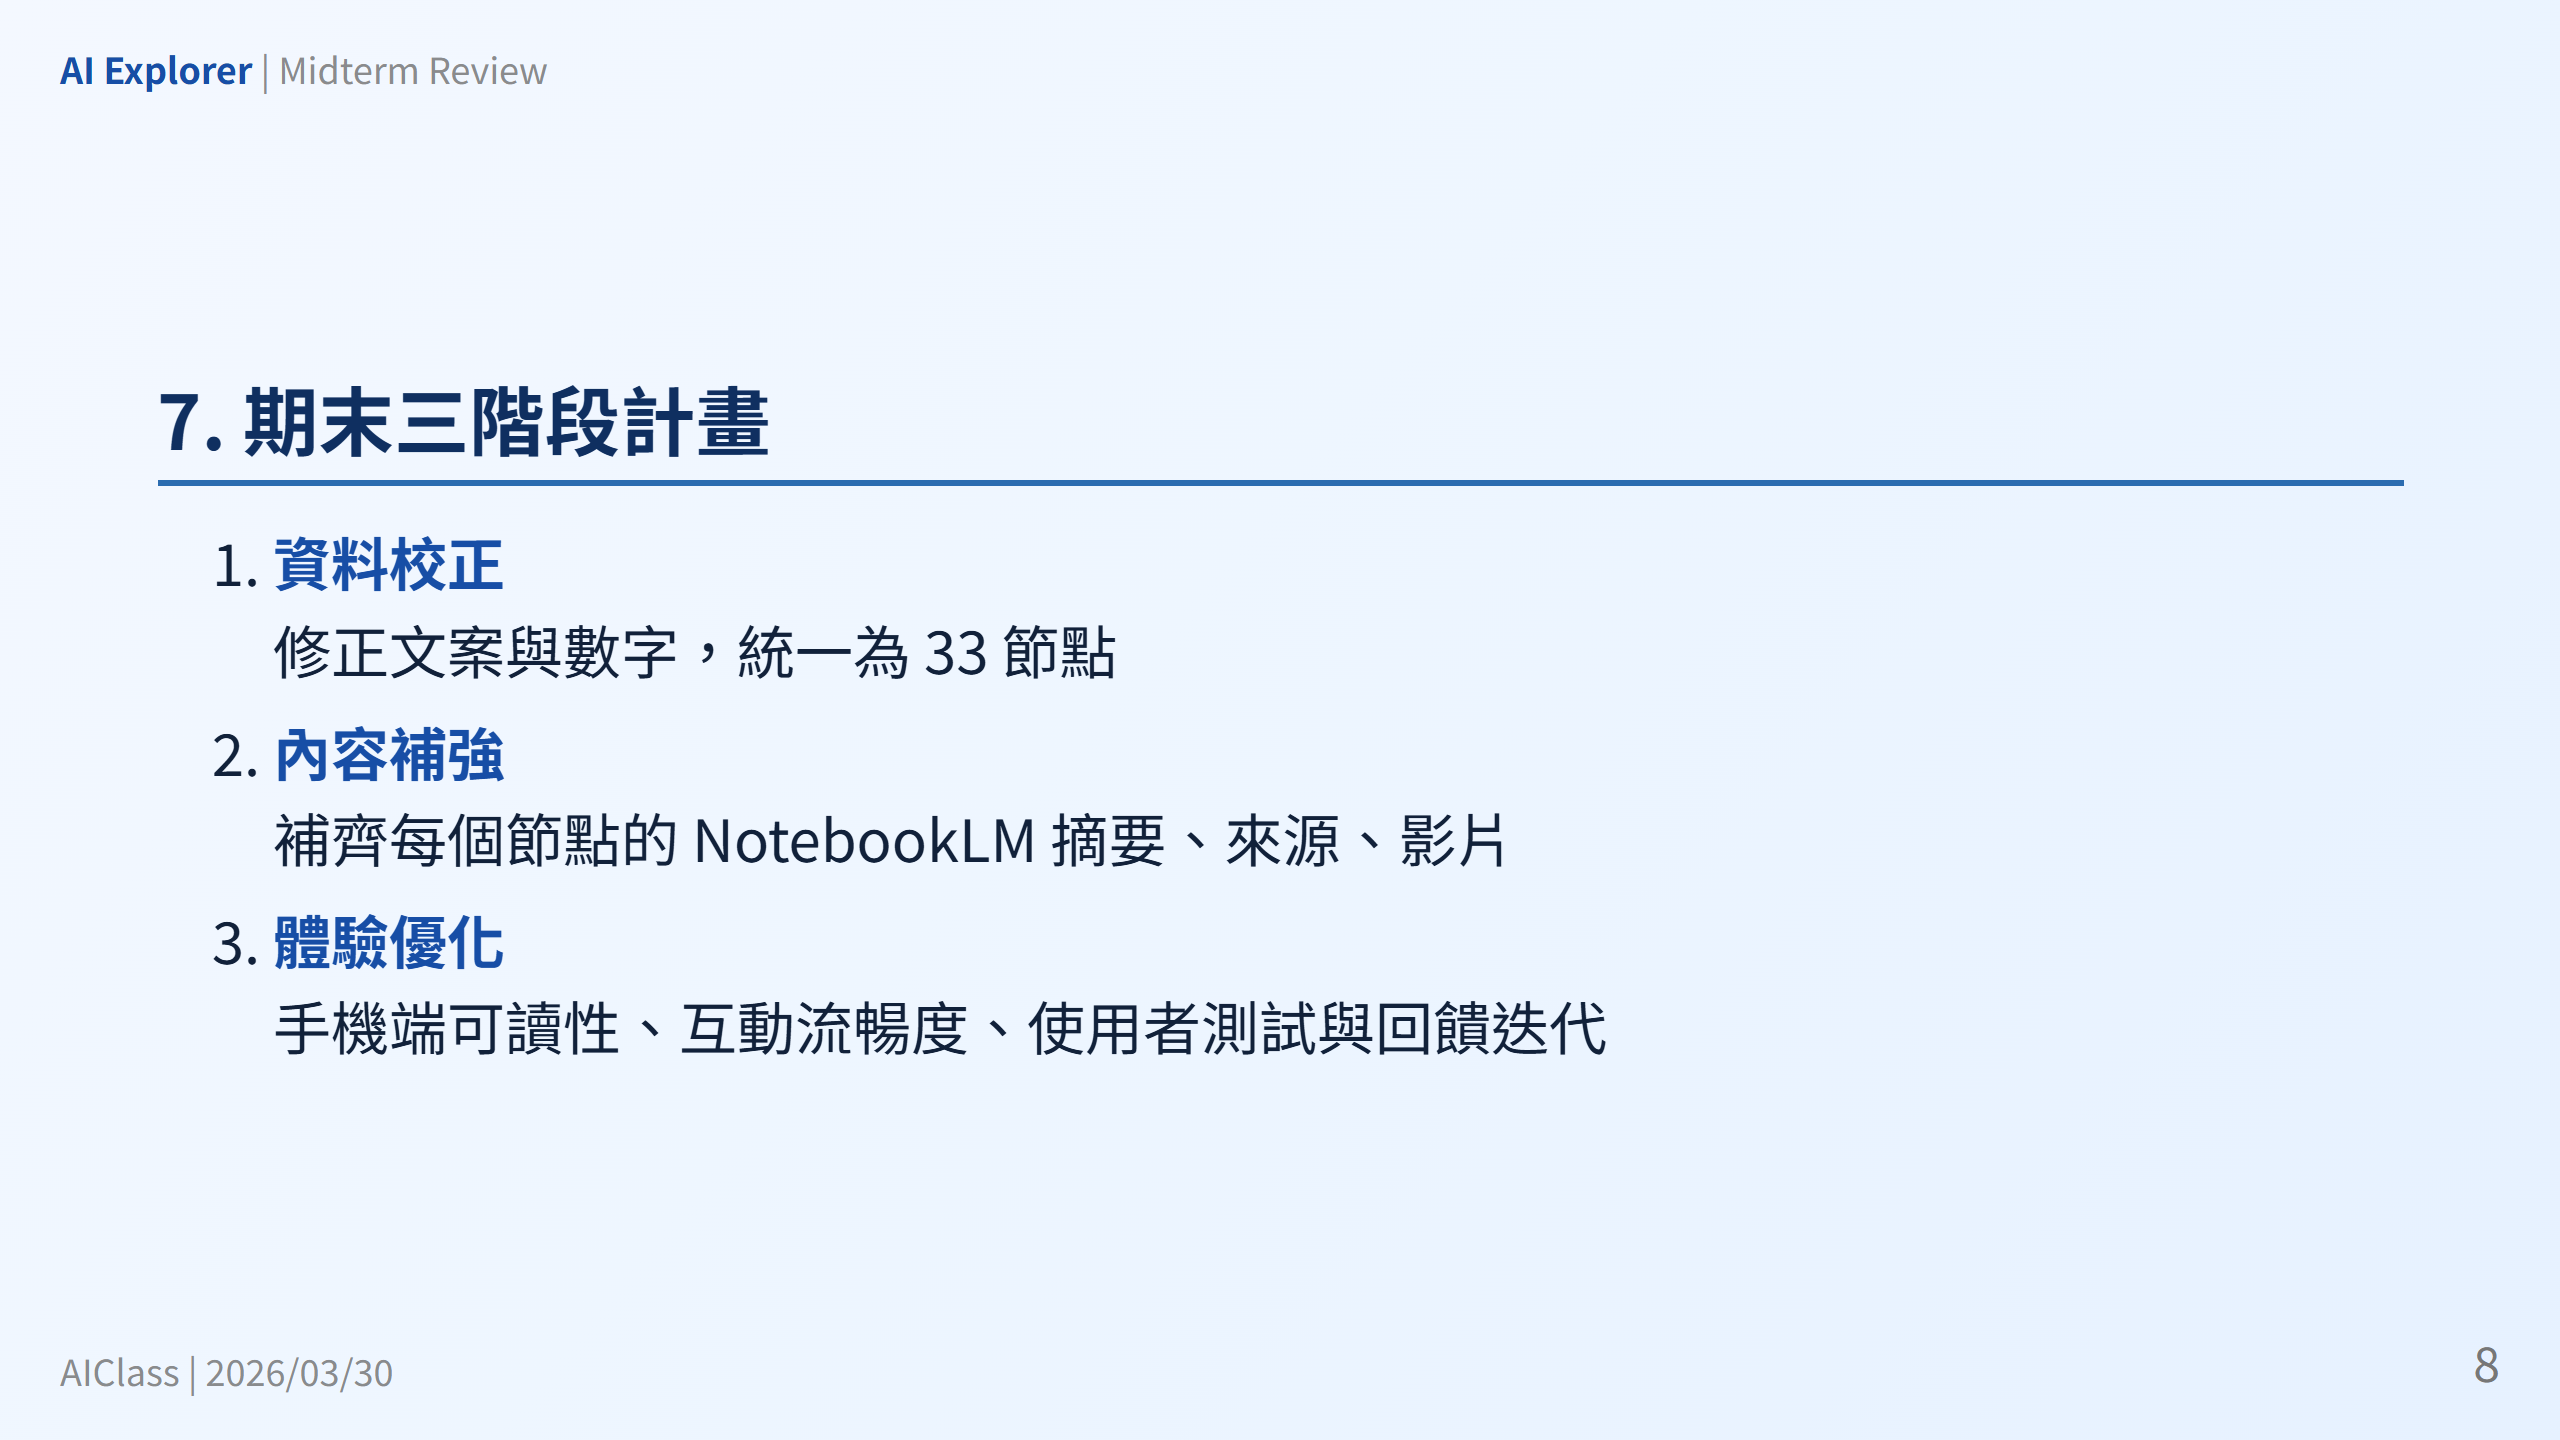 AI Explorer | Midterm Review
7. 期末三階段計畫
1. 資料校正
修正文案與數字，統一為 33 節點
2. 內容補強
補齊每個節點的 NotebookLM 摘要、來源、影片
3. 體驗優化
手機端可讀性、互動流暢度、使用者測試與回饋迭代
AIClass | 2026/03/30
8